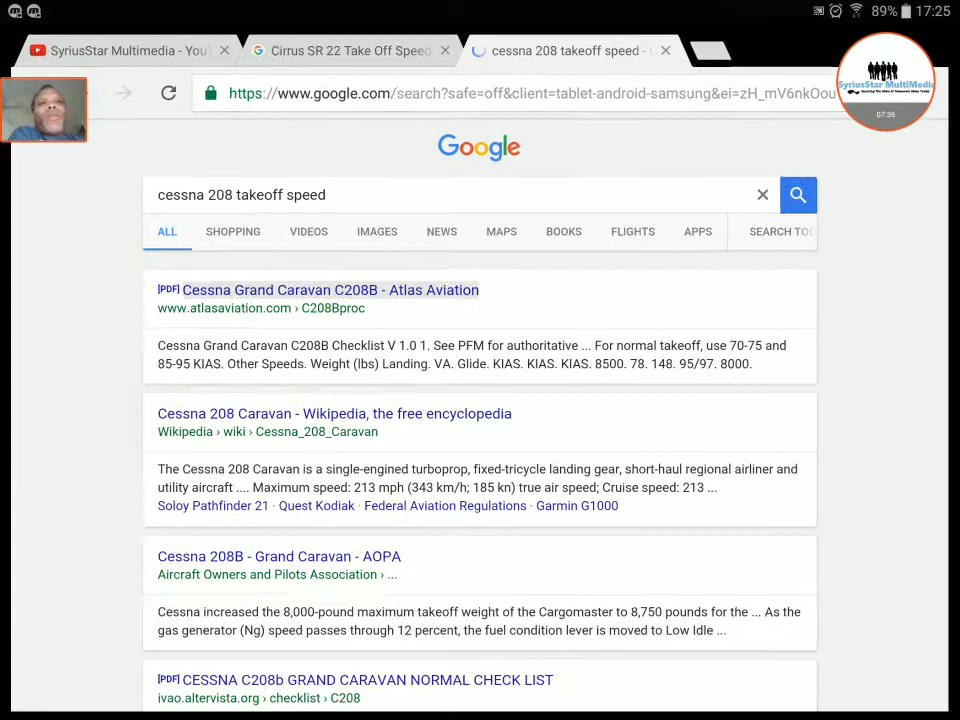 89% 17:25
SyriusStar Multimedia - You
Cirrus SR 22 Take Off Speed
cessna 208 takeoff speed -
https://www.google.com/search?safe=off&client=tablet-android-samsung&ei=zH_mV6nkOou
SyriusStar MultiMedia
07:36
Google
cessna 208 takeoff speed
ALL SHOPPING VIDEOS IMAGES NEWS MAPS BOOKS FLIGHTS APPS SEARCH TOO
[PDF] Cessna Grand Caravan C208B - Atlas Aviation
www.atlasaviation.com › C208Bproc
Cessna Grand Caravan C208B Checklist V 1.0 1. See PFM for authoritative ... For normal takeoff, use 70-75 and
85-95 KIAS. Other Speeds. Weight (lbs) Landing. VA. Glide. KIAS. KIAS. KIAS. 8500. 78. 148. 95/97. 8000.
Cessna 208 Caravan - Wikipedia, the free encyclopedia
Wikipedia › wiki › Cessna_208_Caravan
The Cessna 208 Caravan is a single-engined turboprop, fixed-tricycle landing gear, short-haul regional airliner and
utility aircraft .... Maximum speed: 213 mph (343 km/h; 185 kn) true air speed; Cruise speed: 213 ...
Soloy Pathfinder 21 · Quest Kodiak · Federal Aviation Regulations · Garmin G1000
Cessna 208B - Grand Caravan - AOPA
Aircraft Owners and Pilots Association › ...
Cessna increased the 8,000-pound maximum takeoff weight of the Cargomaster to 8,750 pounds for the ... As the
gas generator (Ng) speed passes through 12 percent, the fuel condition lever is moved to Low Idle ...
[PDF] CESSNA C208b GRAND CARAVAN NORMAL CHECK LIST
ivao.altervista.org › checklist › C208